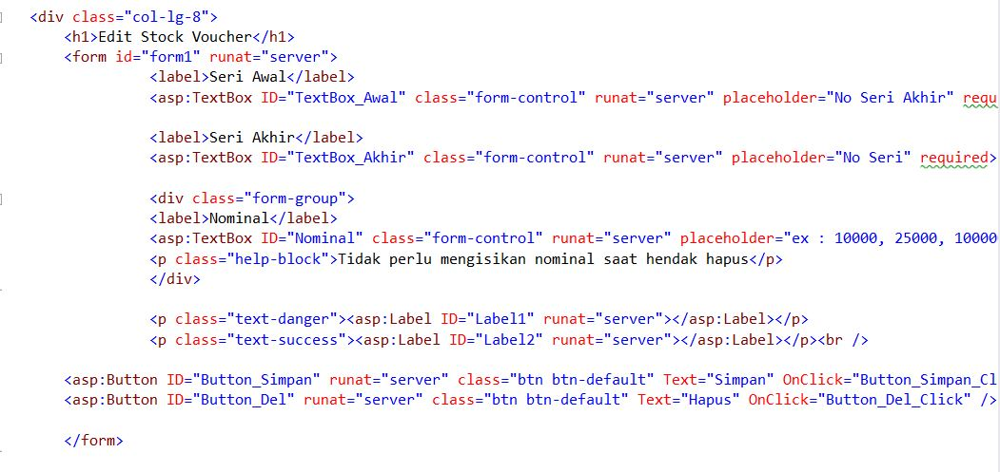 <div class="col-lg-8">
<h1>Edit Stock Voucher</h1>
<form id="form1" runat="server">
<label>Seri Awal</label>
<asp:TextBox ID="TextBox_Awal" class="form-control" runat="server" placeholder="No Seri Akhir" requ
<label>Seri Akhir</label>
<asp:TextBox ID="TextBox_Akhir" class="form-control" runat="server" placeholder="No Seri" required>
<div class="form-group">
<label>Nominal</label>
<asp:TextBox ID="Nominal" class="form-control" runat="server" placeholder="ex : 10000, 25000, 10000
<p class="help-block">Tidak perlu mengisikan nominal saat hendak hapus</p>
</div>
<p class="text-danger"><asp:Label ID="Label1" runat="server"></asp:Label></p>
<p class="text-success"><asp:Label ID="Label2" runat="server"></asp:Label></p><br />
<asp:Button ID="Button_Simpan" runat="server" class="btn btn-default" Text="Simpan" OnClick="Button_Simpan_Cl
<asp:Button ID="Button_Del" runat="server" class="btn btn-default" Text="Hapus" OnClick="Button_Del_Click" />
</form>